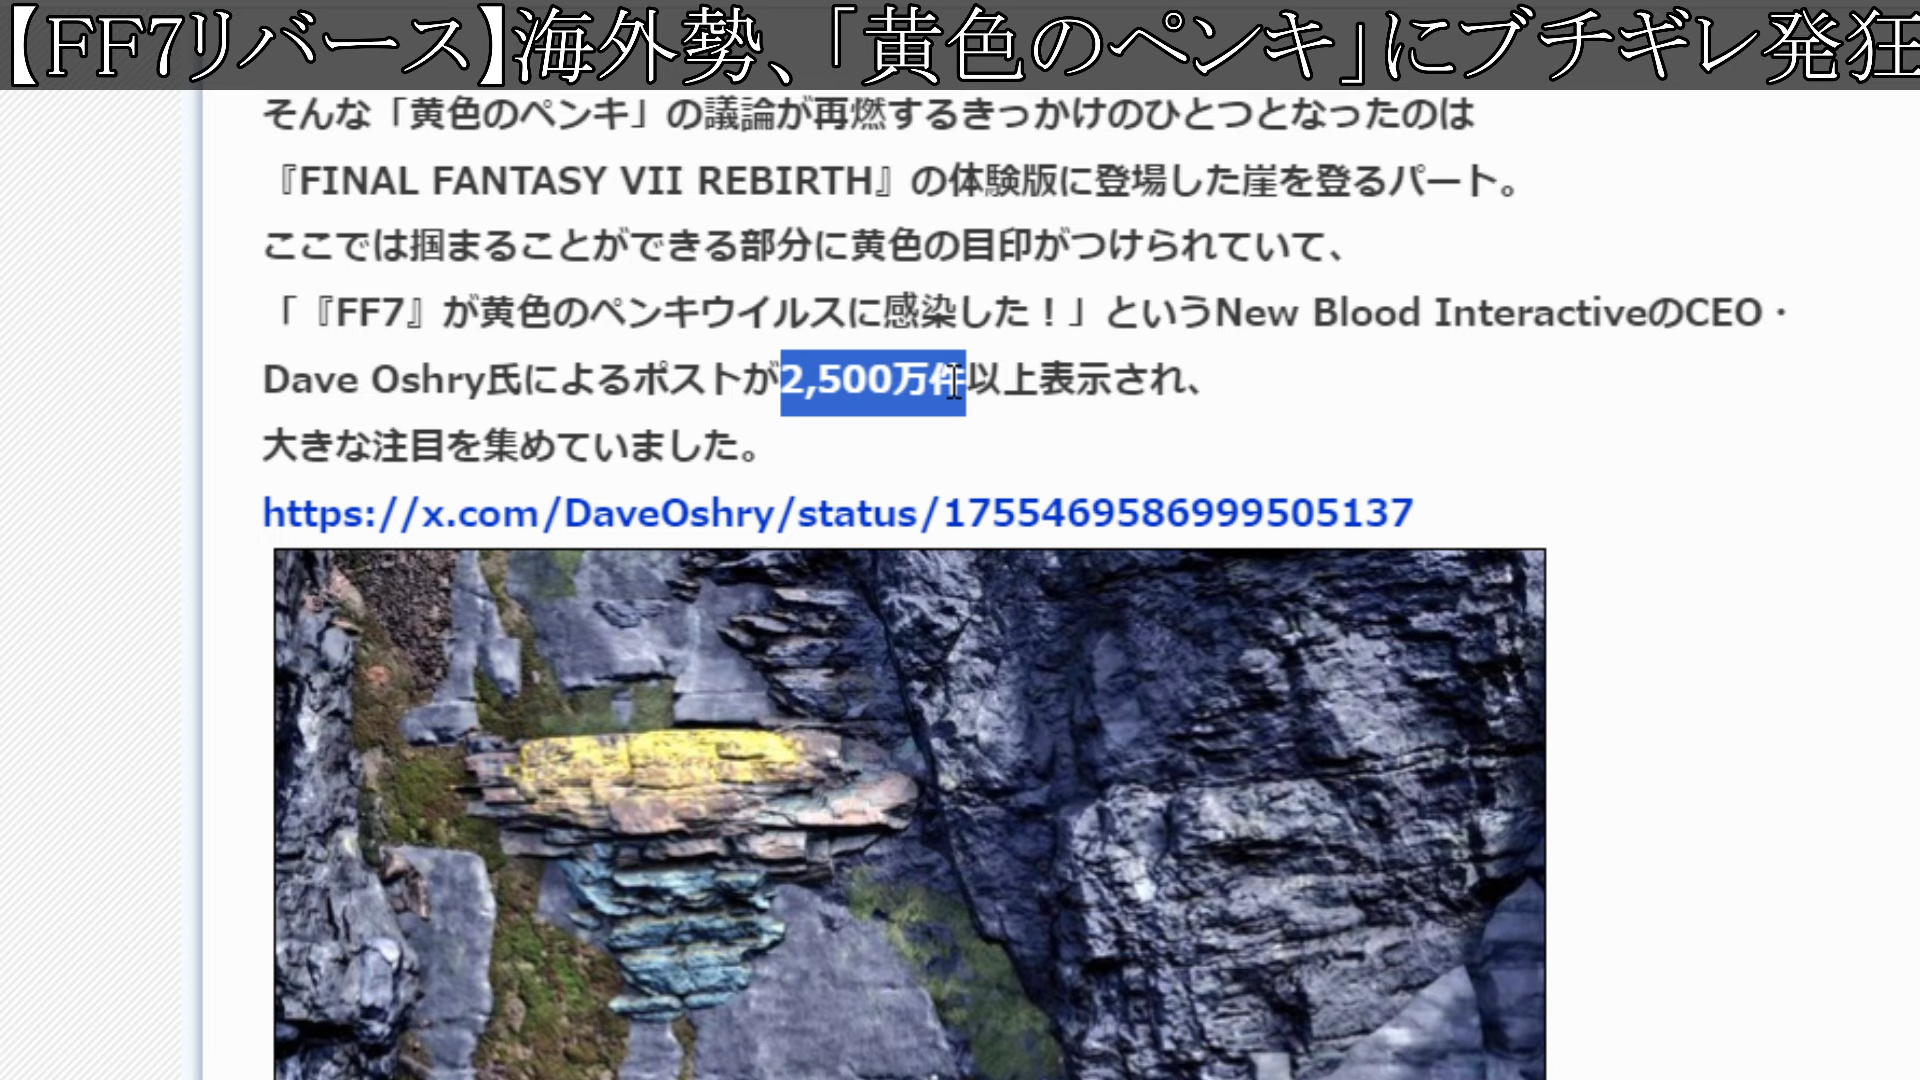 【FF7リバース】海外勢、「黄色のペンキ」にブチギレ発狂
そんな「黄色のペンキ」の議論が再燃するきっかけのひとつとなったのは
『FINAL FANTASY VII REBIRTH』の体験版に登場した崖を登るパート。
ここでは掴まることができる部分に黄色の目印がつけられていて、
「『FF7』が黄色のペンキウイルスに感染した！」というNew Blood InteractiveのCEO・
Dave Oshry氏によるポストが2,500万件以上表示され、
大きな注目を集めていました。
https://x.com/DaveOshry/status/1755469586999505137